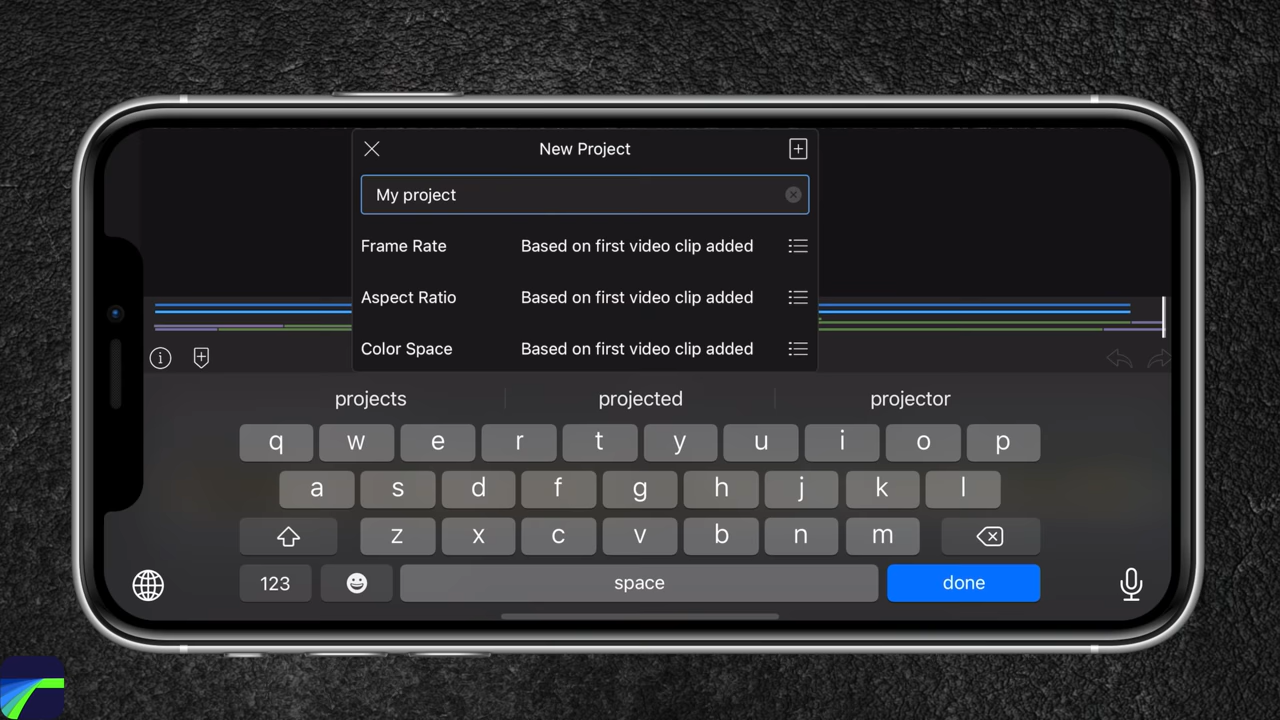 New Project
My project
Frame Rate Based on first video clip added
Aspect Ratio Based on first video clip added
Color Space Based on first video clip added
projects projected projector
q w e r t y u i o p
a s d f g h j k l
z x c v b n m
123 space done